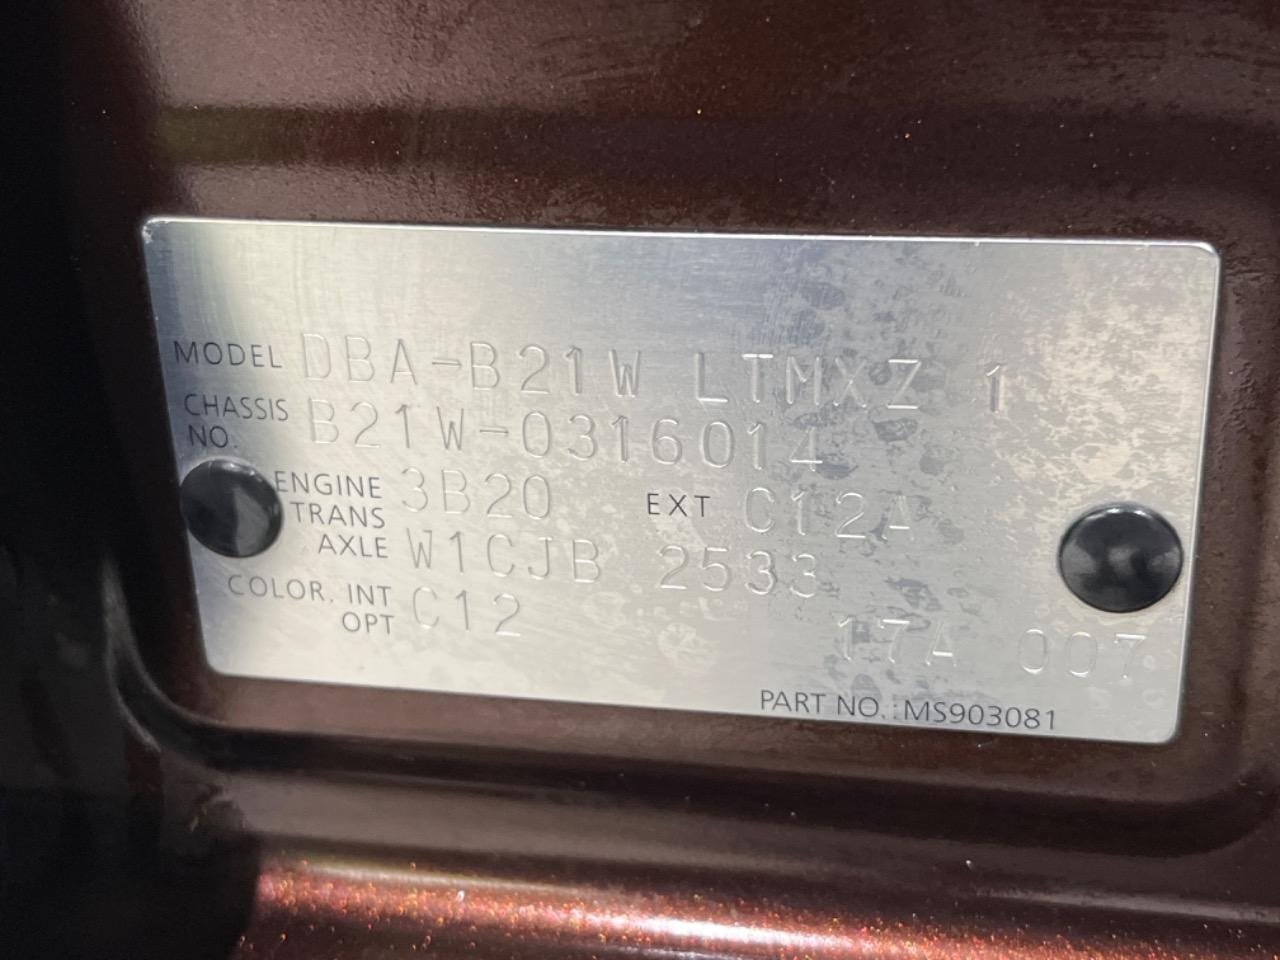 MODEL DBA-B21W LTMXZ 1
CHASSIS NO. B21W-0316014
ENGINE 3B20 EXT C12A
TRANS AXLE W1CJB 2533
COLOR. INT OPT C12
17A 007
PART NO. : MS903081